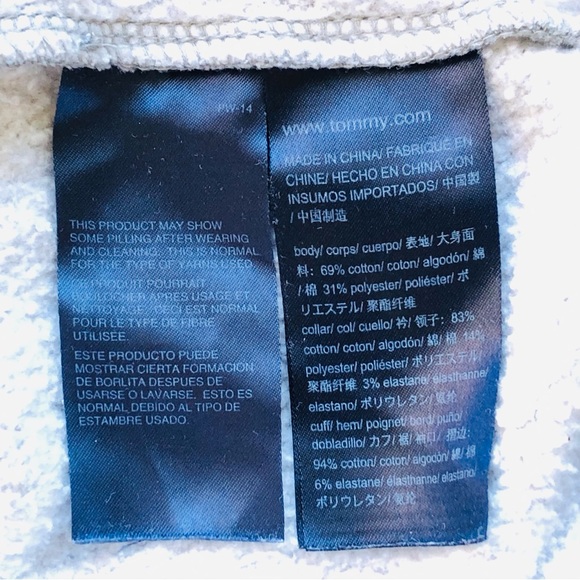 PW-14
THIS PRODUCT MAY SHOW
SOME PILLING AFTER WEARING
AND CLEANING. THIS IS NORMAL
FOR THE TYPE OF YARNS USED.
CE PRODUIT POURRAIT
BOULOCHER APRES USAGE ET
NETTOYAGE. CECI EST NORMAL
POUR LE TYPE DE FIBRE
UTILISÉE
ESTE PRODUCTO PUEDE
MOSTRAR CIERTA FORMACION
DE BORLITA DESPUES DE
USARSE O LAVARSE. ESTO ES
NORMAL DEBIDO AL TIPO DE
ESTAMBRE USADO.
www.tommy.com
MADE IN CHINA/ FABRIQUÉ EN
CHINE/ HECHO EN CHINA CON
INSUMOS IMPORTADOS/ 中国製
/ 中国制造
body/ corps/ cuerpo/ 表地/ 大身面
料: 69% cotton/ coton/ algodón/ 綿
/ 棉 31% polyester/ poliéster/ ポ
リエステル/ 聚酯纤维
collar/ col/ cuello/ 衿/ 领子: 83%
cotton/ coton/ algodón/ 綿/ 棉 14%
polyester/ poliéster/ ポリエステル/
聚酯纤维 3% elastane/ élasthanne/
elastano/ ポリウレタン/ 氨纶
cuff/ hem/ poignet/ bord/ puño/
dobladillo/ カフ/ 裾/ 袖口/ 摆边:
94% cotton/ coton/ algodón/ 綿/ 棉
6% elastane/ élasthanne/ elastano/
ポリウレタン/ 氨纶